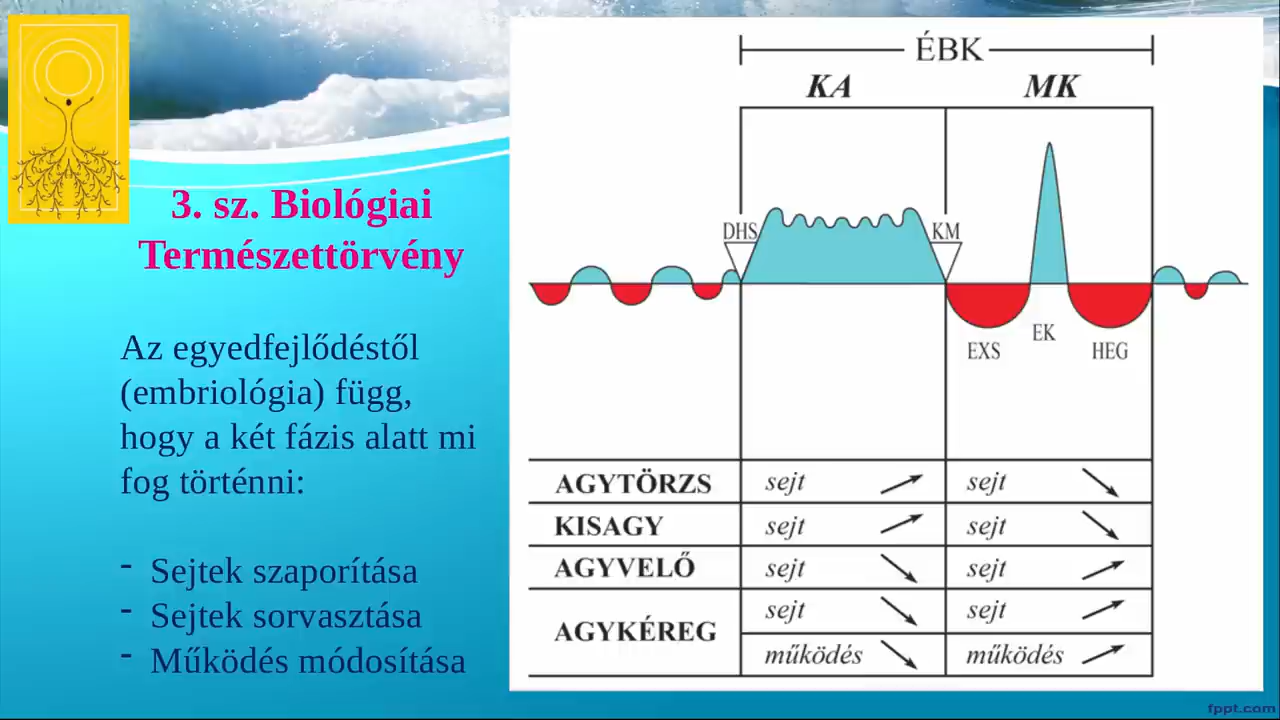 3. sz. Biológiai
Természettörvény
Az egyedfejlődéstől
(embriológia) függ,
hogy a két fázis alatt mi
fog történni:
- Sejtek szaporítása
- Sejtek sorvasztása
- Működés módosítása
ÉBK
KA MK
DHS KM
EXS EK HEG
AGYTÖRZS sejt sejt
KISAGY sejt sejt
AGYVELŐ sejt sejt
AGYKÉREG sejt sejt
működés működés
fppt.com